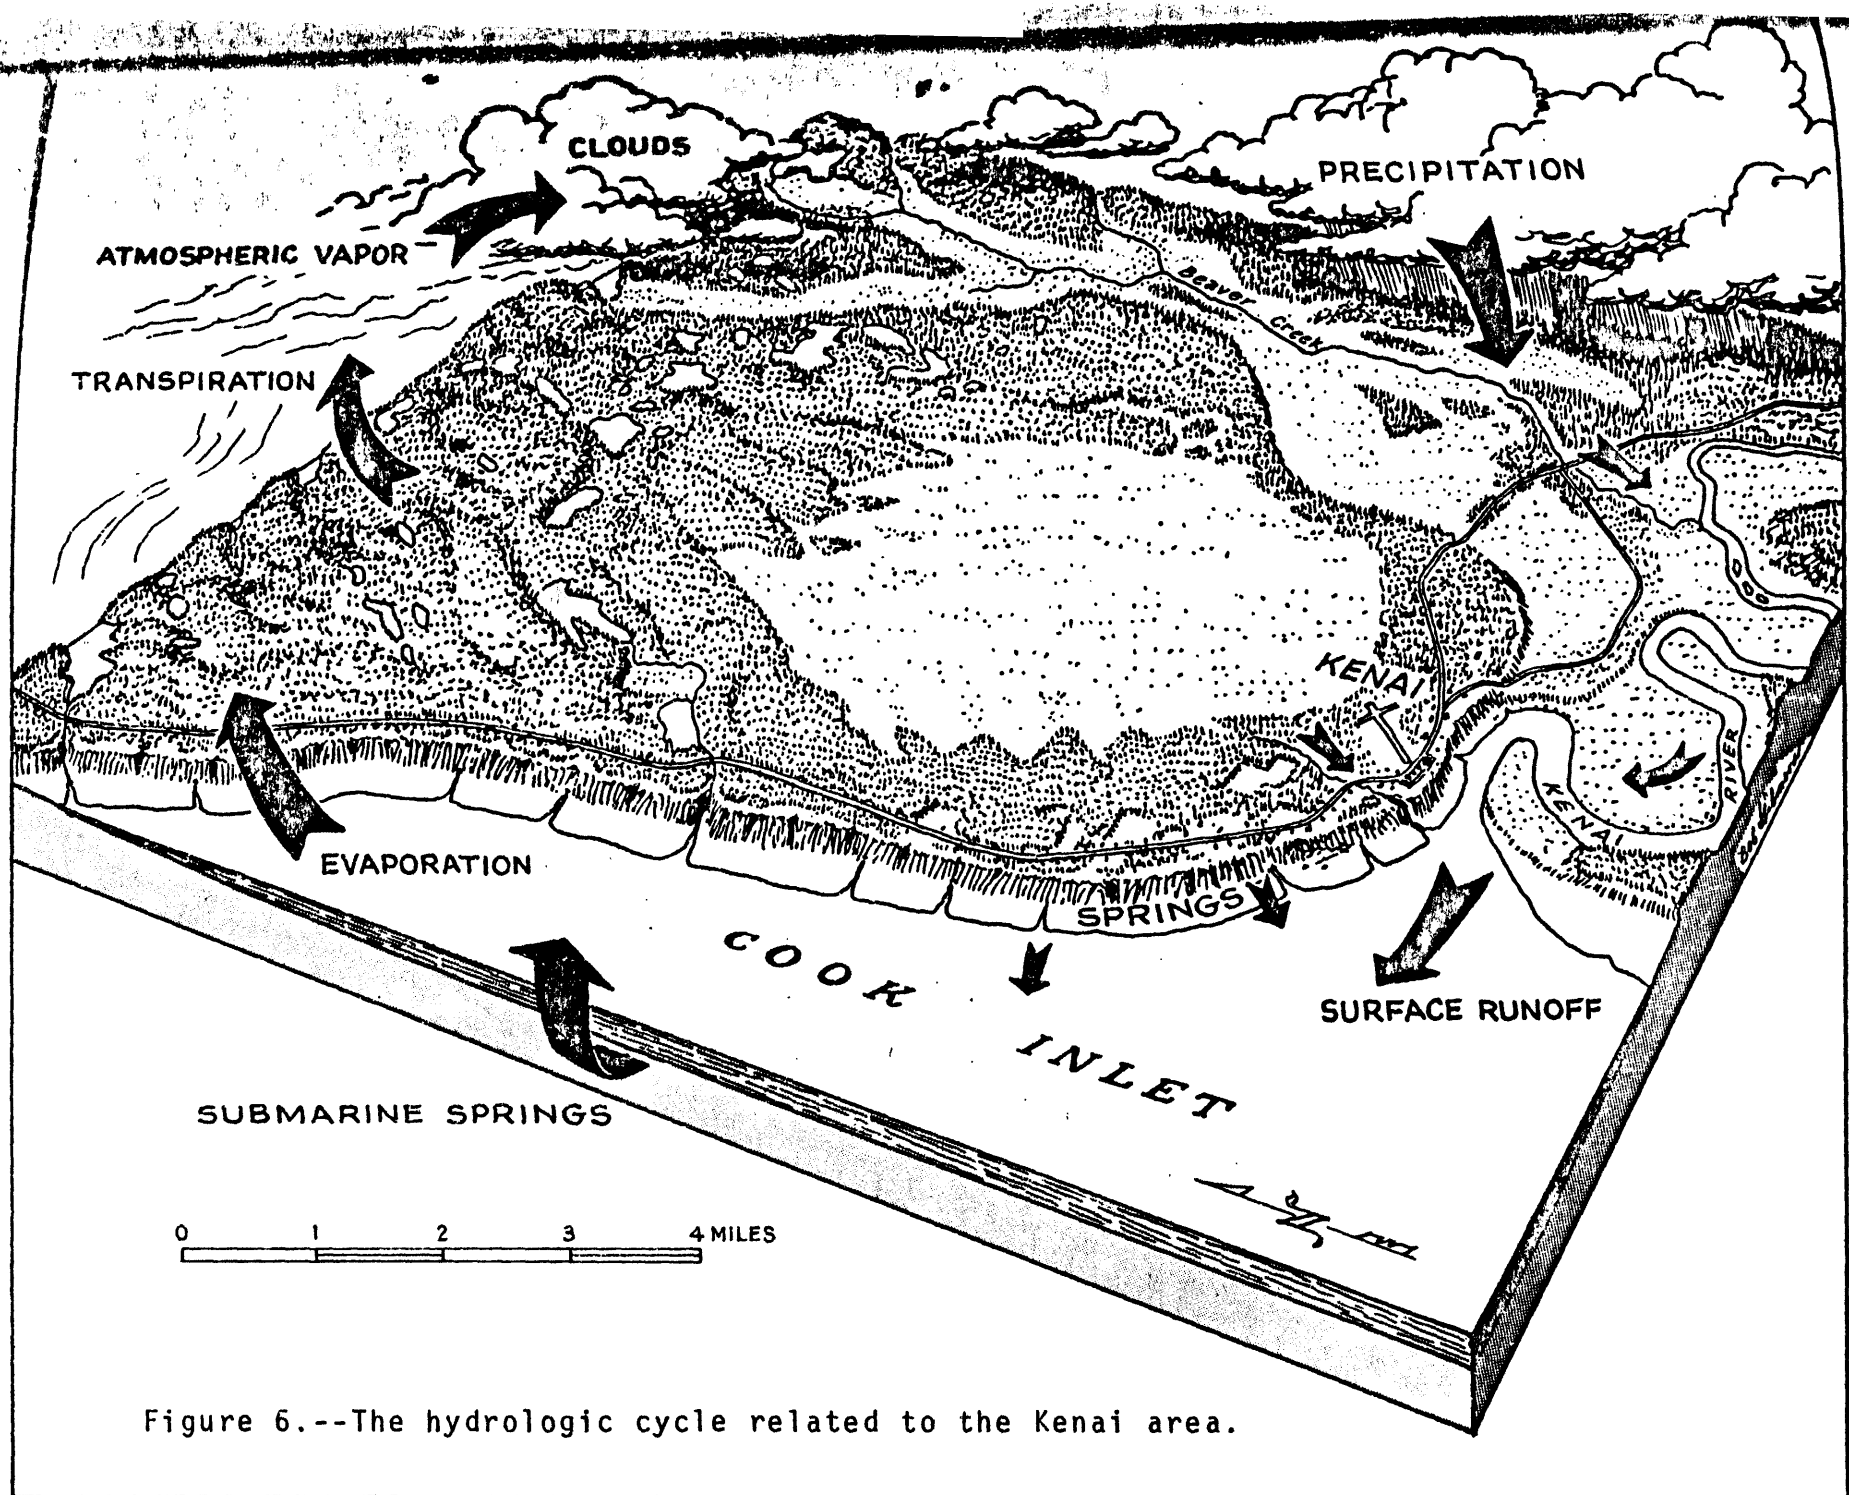 CLOUDS
PRECIPITATION
ATMOSPHERIC VAPOR
Beaver Creek
TRANSPIRATION
KENAI
RIVER
KENAI
EVAPORATION
SPRINGS
COOK INLET
SURFACE RUNOFF
SUBMARINE SPRINGS
0 1 2 3 4 MILES
Figure 6.--The hydrologic cycle related to the Kenai area.